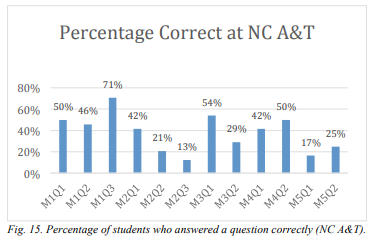 Percentage Correct at NC A&T
80%
60%
40%
20%
0%
50% 46% 71% 42% 21% 13% 54% 29% 42% 50% 17% 25%
M1Q1 M1Q2 M1Q3 M2Q1 M2Q2 M2Q3 M3Q1 M3Q2 M4Q1 M4Q2 M5Q1 M5Q2
Fig. 15. Percentage of students who answered a question correctly (NC A&T).